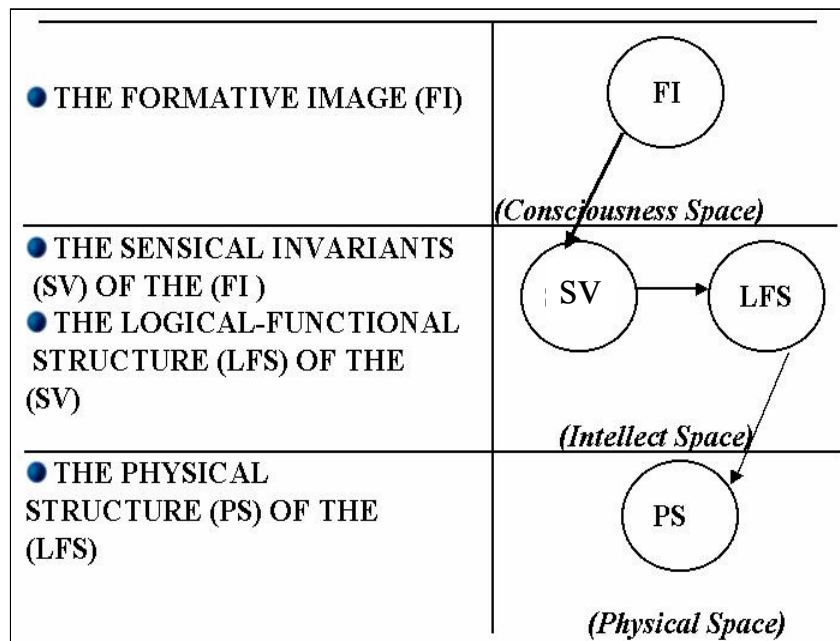 THE FORMATIVE IMAGE (FI)
FI
(Consciousness Space)
THE SENSICAL INVARIANTS
(SV) OF THE (FI )
THE LOGICAL-FUNCTIONAL
STRUCTURE (LFS) OF THE
(SV)
SV
LFS
(Intellect Space)
THE PHYSICAL
STRUCTURE (PS) OF THE
(LFS)
PS
(Physical Space)